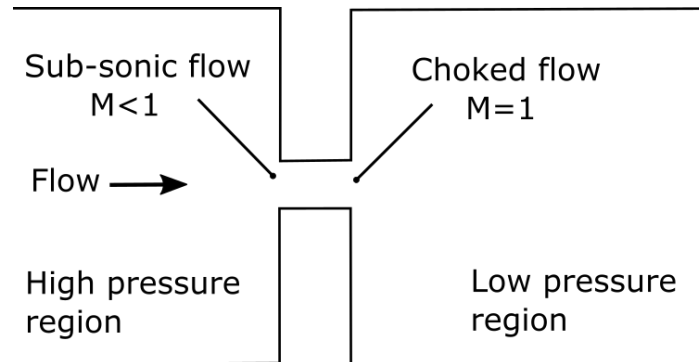 Sub-sonic flow
M<1
Choked flow
M=1
Flow
High pressure
region
Low pressure
region